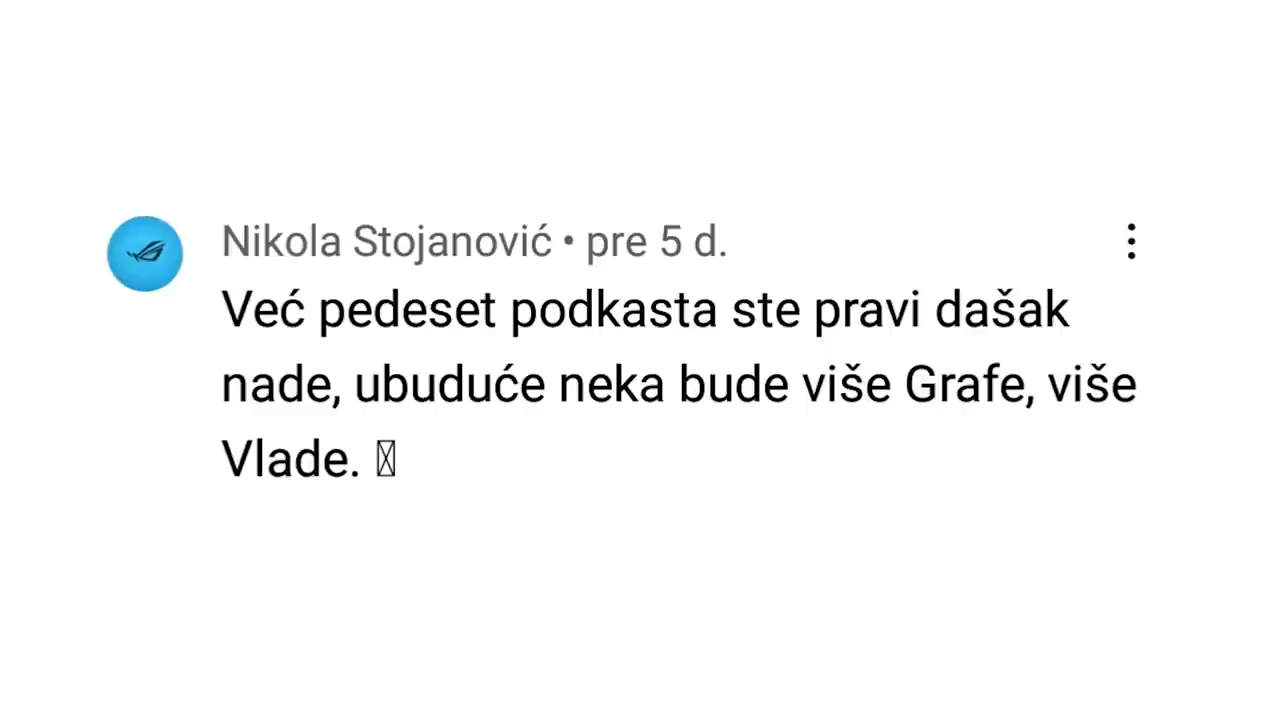 Nikola Stojanović • pre 5 d.
Već pedeset podkasta ste pravi dašak
nade, ubuduće neka bude više Grafe, više
Vlade.